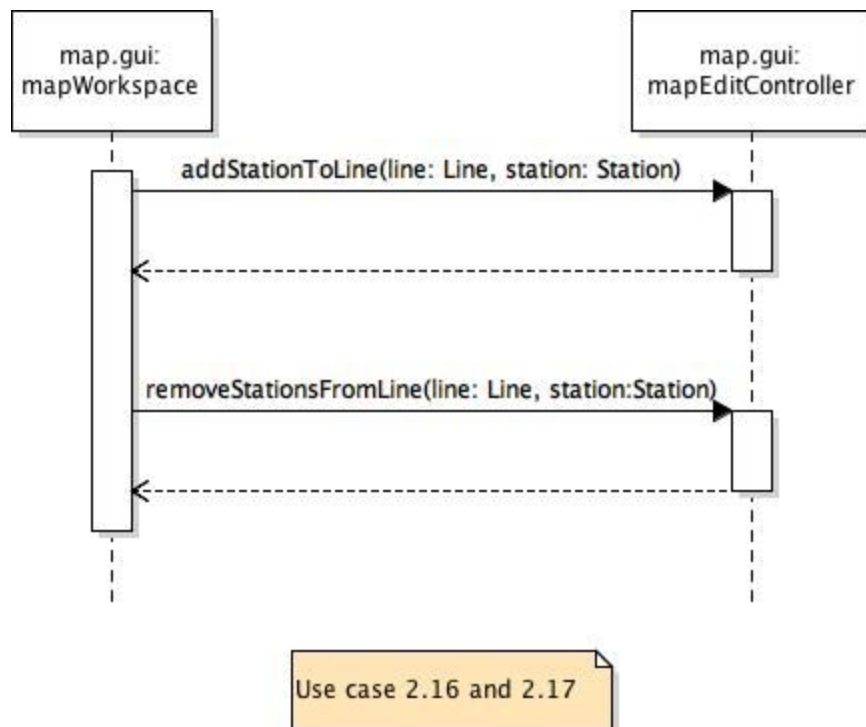 map.gui:
mapWorkspace
map.gui:
mapEditController
addStationToLine(line: Line, station: Station)
removeStationsFromLine(line: Line, station:Station)
Use case 2.16 and 2.17